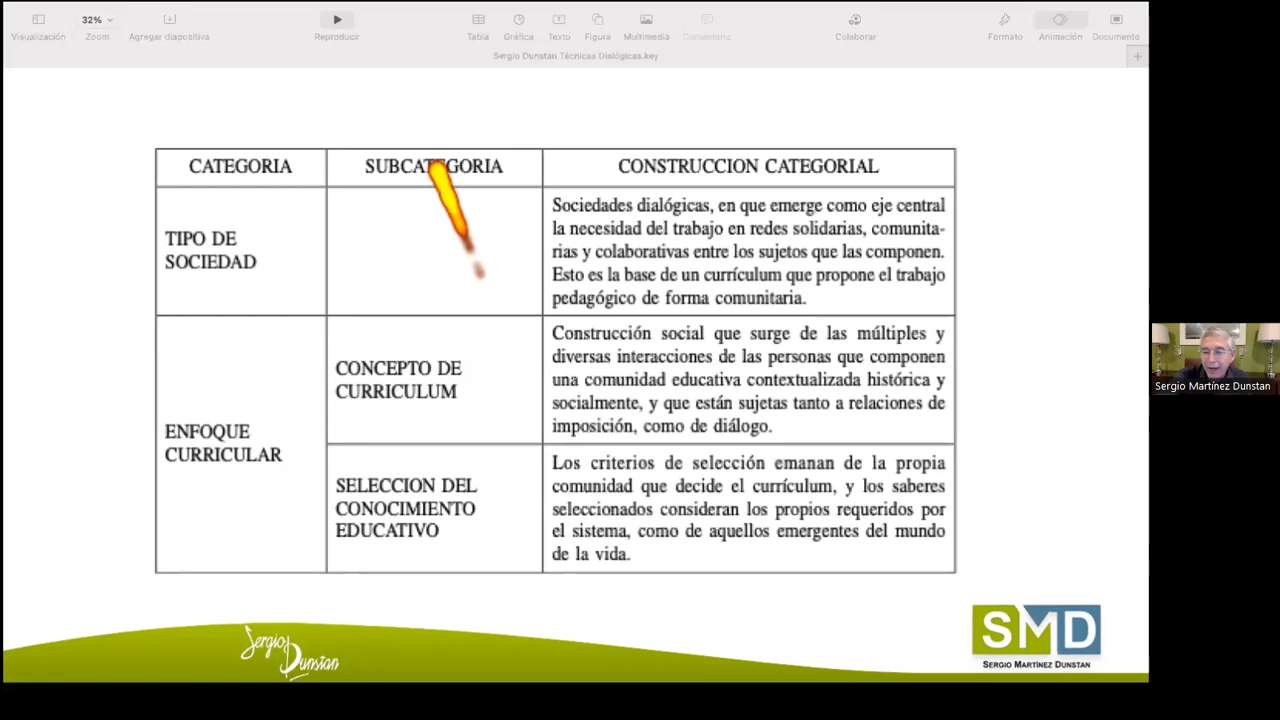 32%
Visualización
Zoom
Agregar diapositiva
Reproducir
Tabla
Gráfica
Texto
Figura
Multimedia
Comentario
Colaborar
Formato
Animación
Documento
Sergio Dunstan Técnicas Dialógicas.key
CATEGORIA
SUBCATEGORIA
CONSTRUCCION CATEGORIAL
TIPO DE
SOCIEDAD
Sociedades dialógicas, en que emerge como eje central
la necesidad del trabajo en redes solidarias, comunita-
rias y colaborativas entre los sujetos que las componen.
Esto es la base de un currículum que propone el trabajo
pedagógico de forma comunitaria.
ENFOQUE
CURRICULAR
CONCEPTO DE
CURRICULUM
Construcción social que surge de las múltiples y
diversas interacciones de las personas que componen
una comunidad educativa contextualizada histórica y
socialmente, y que están sujetas tanto a relaciones de
imposición, como de diálogo.
SELECCION DEL
CONOCIMIENTO
EDUCATIVO
Los criterios de selección emanan de la propia
comunidad que decide el currículum, y los saberes
seleccionados consideran los propios requeridos por
el sistema, como de aquellos emergentes del mundo
de la vida.
Sergio
Dunstan
SMD
SERGIO MARTÍNEZ DUNSTAN
Sergio Martínez Dunstan